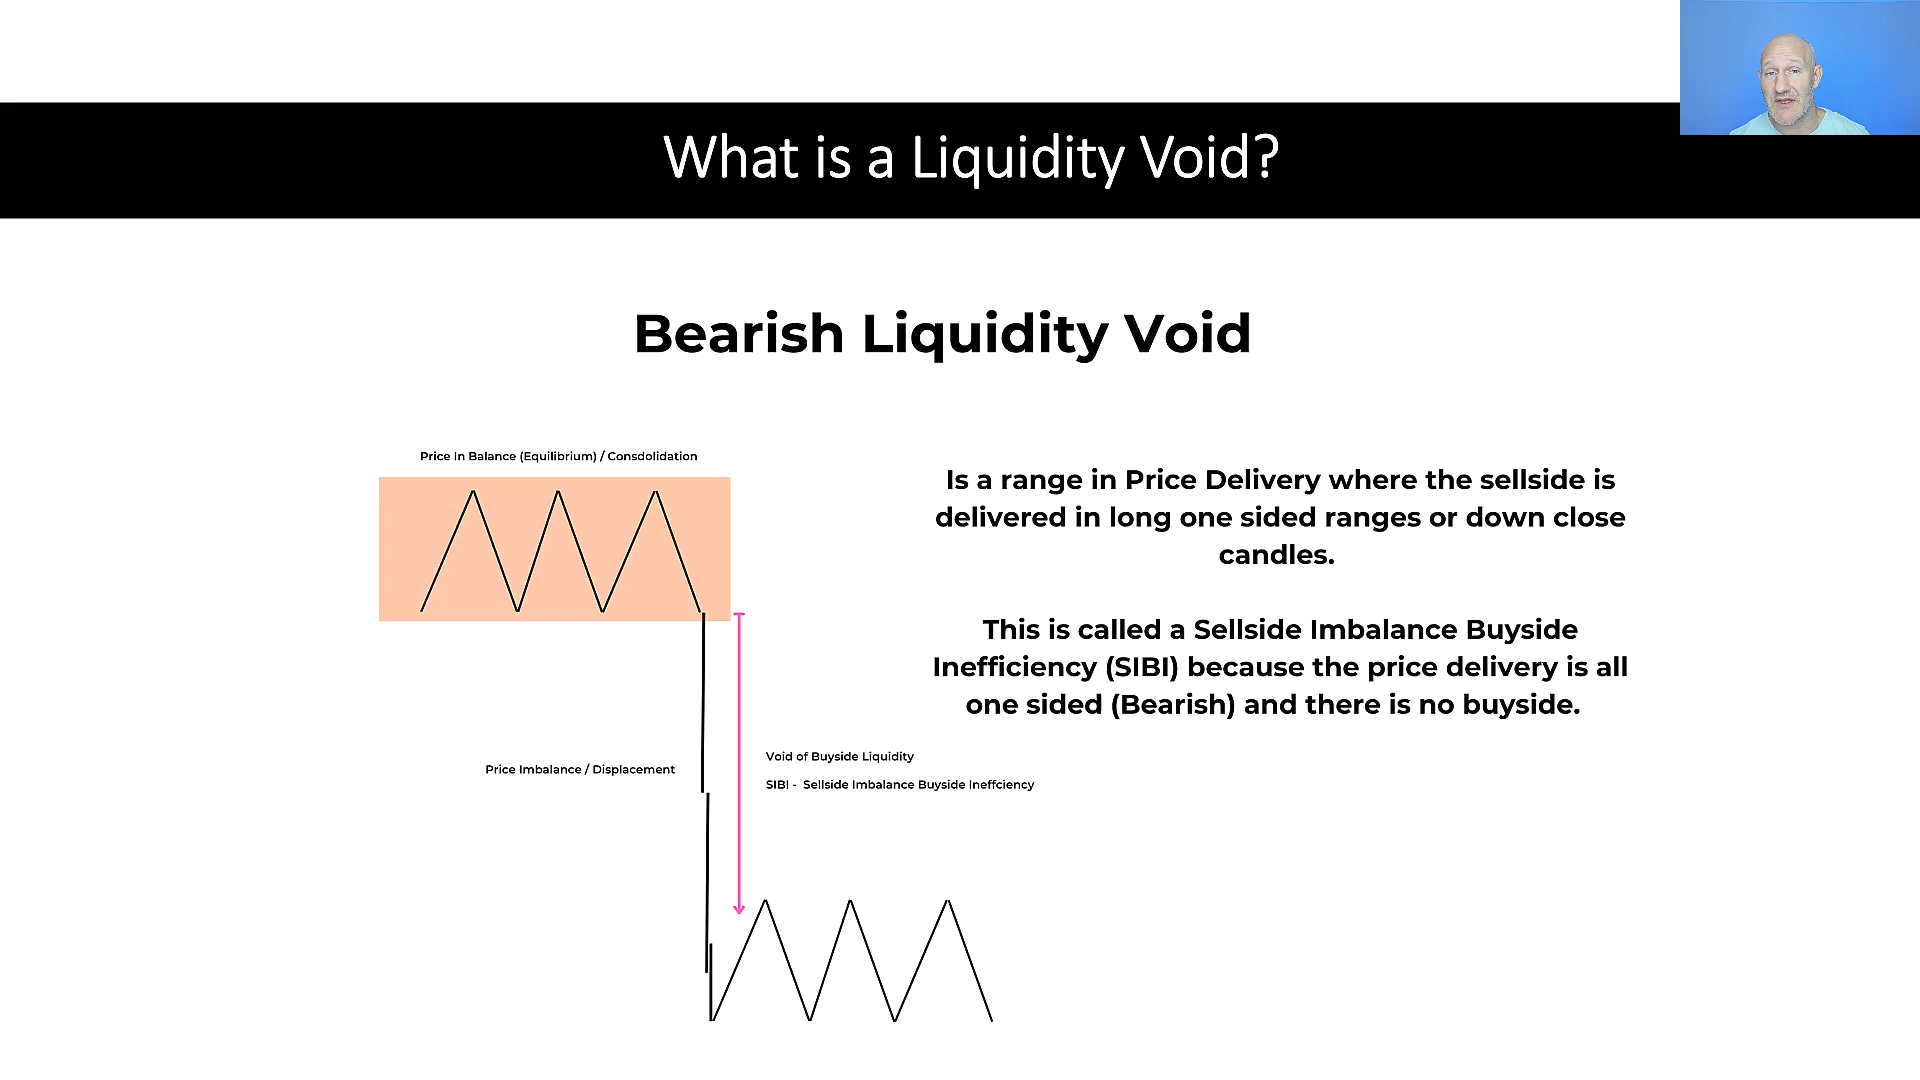 What is a Liquidity Void?
Bearish Liquidity Void
Price In Balance (Equilibrium) / Consdolidation
Is a range in Price Delivery where the sellside is
delivered in long one sided ranges or down close
candles.
This is called a Sellside Imbalance Buyside
Inefficiency (SIBI) because the price delivery is all
one sided (Bearish) and there is no buyside.
Price Imbalance / Displacement
Void of Buyside Liquidity
SIBI - Sellside Imbalance Buyside Ineffciency